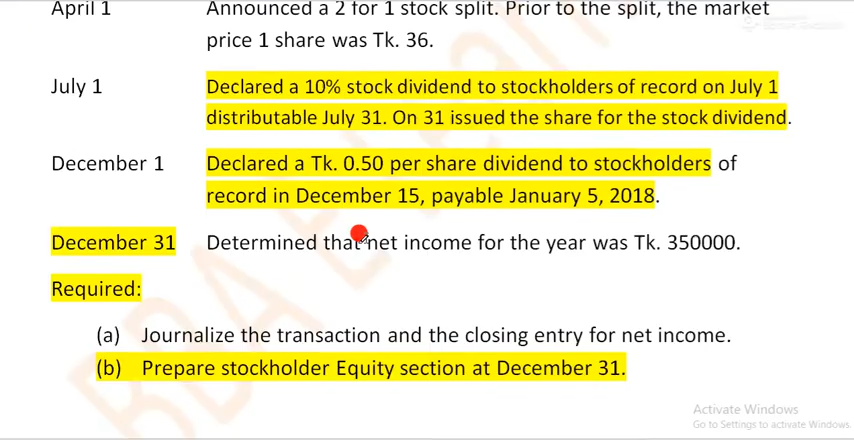 April 1 Announced a 2 for 1 stock split. Prior to the split, the market
price 1 share was Tk. 36.
July 1 Declared a 10% stock dividend to stockholders of record on July 1
distributable July 31. On 31 issued the share for the stock dividend.
December 1 Declared a Tk. 0.50 per share dividend to stockholders of
record in December 15, payable January 5, 2018.
December 31 Determined that net income for the year was Tk. 350000.
Required:
(a) Journalize the transaction and the closing entry for net income.
(b) Prepare stockholder Equity section at December 31.
BBA
Activate Windows
Go to Settings to activate Windows.